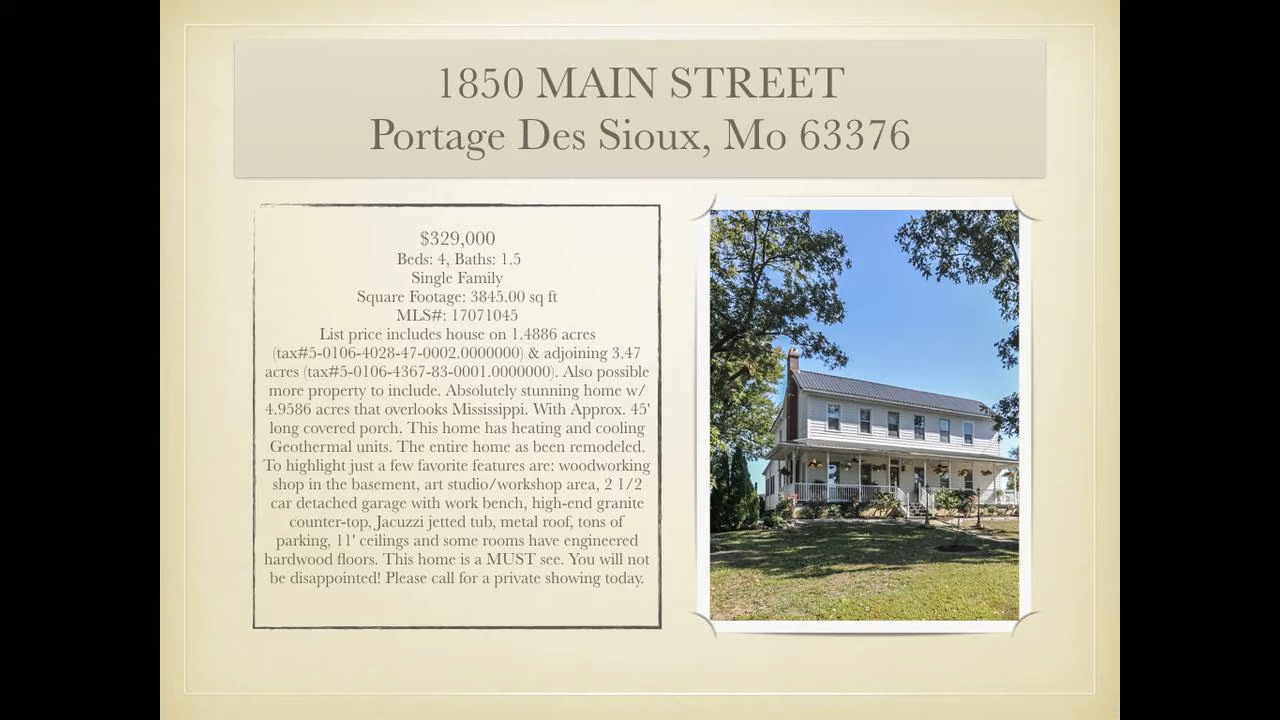 1850 MAIN STREET
Portage Des Sioux, Mo 63376
$329,000
Beds: 4, Baths: 1.5
Single Family
Square Footage: 3845.00 sq ft
MLS#: 17071045
List price includes house on 1.4886 acres
(tax#5-0106-4028-47-0002.0000000) & adjoining 3.47
acres (tax#5-0106-4367-83-0001.0000000). Also possible
more property to include. Absolutely stunning home w/
4.9586 acres that overlooks Mississippi. With Approx. 45'
long covered porch. This home has heating and cooling
Geothermal units. The entire home as been remodeled.
To highlight just a few favorite features are: woodworking
shop in the basement, art studio/workshop area, 2 1/2
car detached garage with work bench, high-end granite
counter-top, Jacuzzi jetted tub, metal roof, tons of
parking, 11' ceilings and some rooms have engineered
hardwood floors. This home is a MUST see. You will not
be disappointed! Please call for a private showing today.